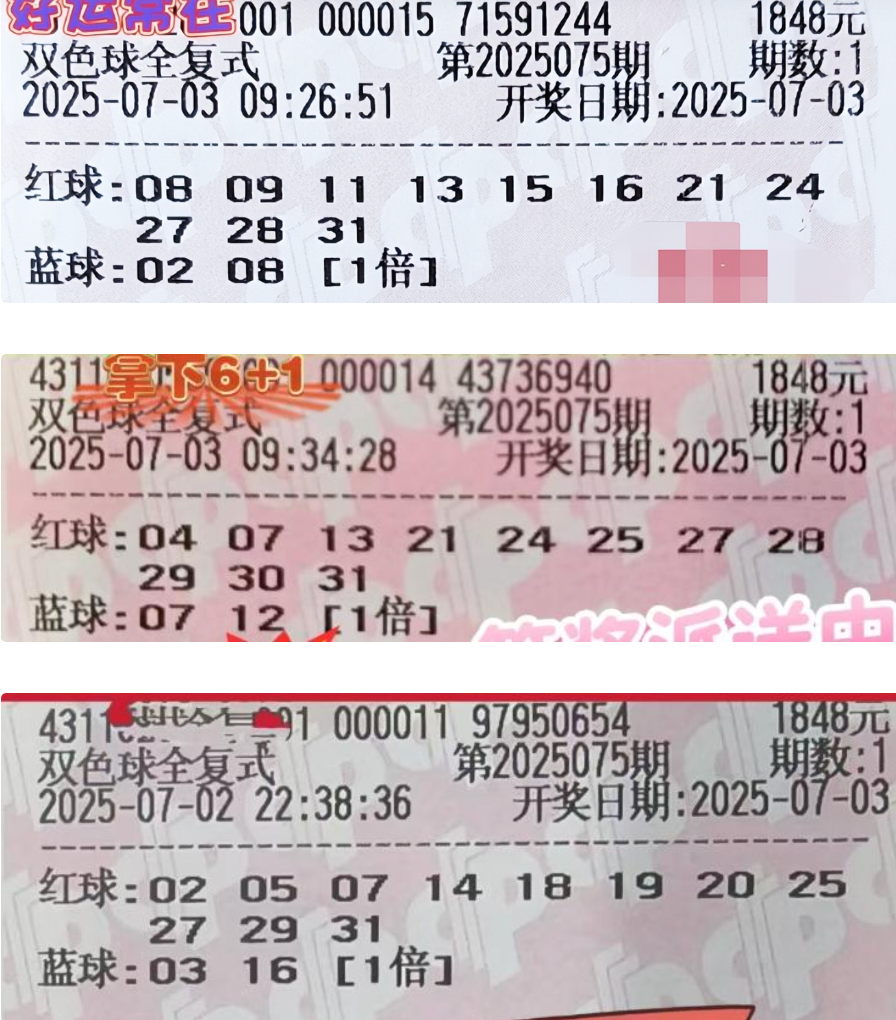 好运常在
001 000015 71591244 1848元
双色球全复式 第2025075期 期数:1
2025-07-03 09:26:51 开奖日期:2025-07-03
红球:08 09 11 13 15 16 21 24
27 28 31
蓝球:02 08 [1倍]
拿下6+1
4311 000014 43736940 1848元
双色球全复式 第2025075期 期数:1
2025-07-03 09:34:28 开奖日期:2025-07-03
红球:04 07 13 21 24 25 27 28
29 30 31
蓝球:07 12 [1倍]
派送中
4311 1 000011 97950654 1848元
双色球全复式 第2025075期 期数:1
2025-07-02 22:38:36 开奖日期:2025-07-03
红球:02 05 07 14 18 19 20 25
27 29 31
蓝球:03 16 [1倍]